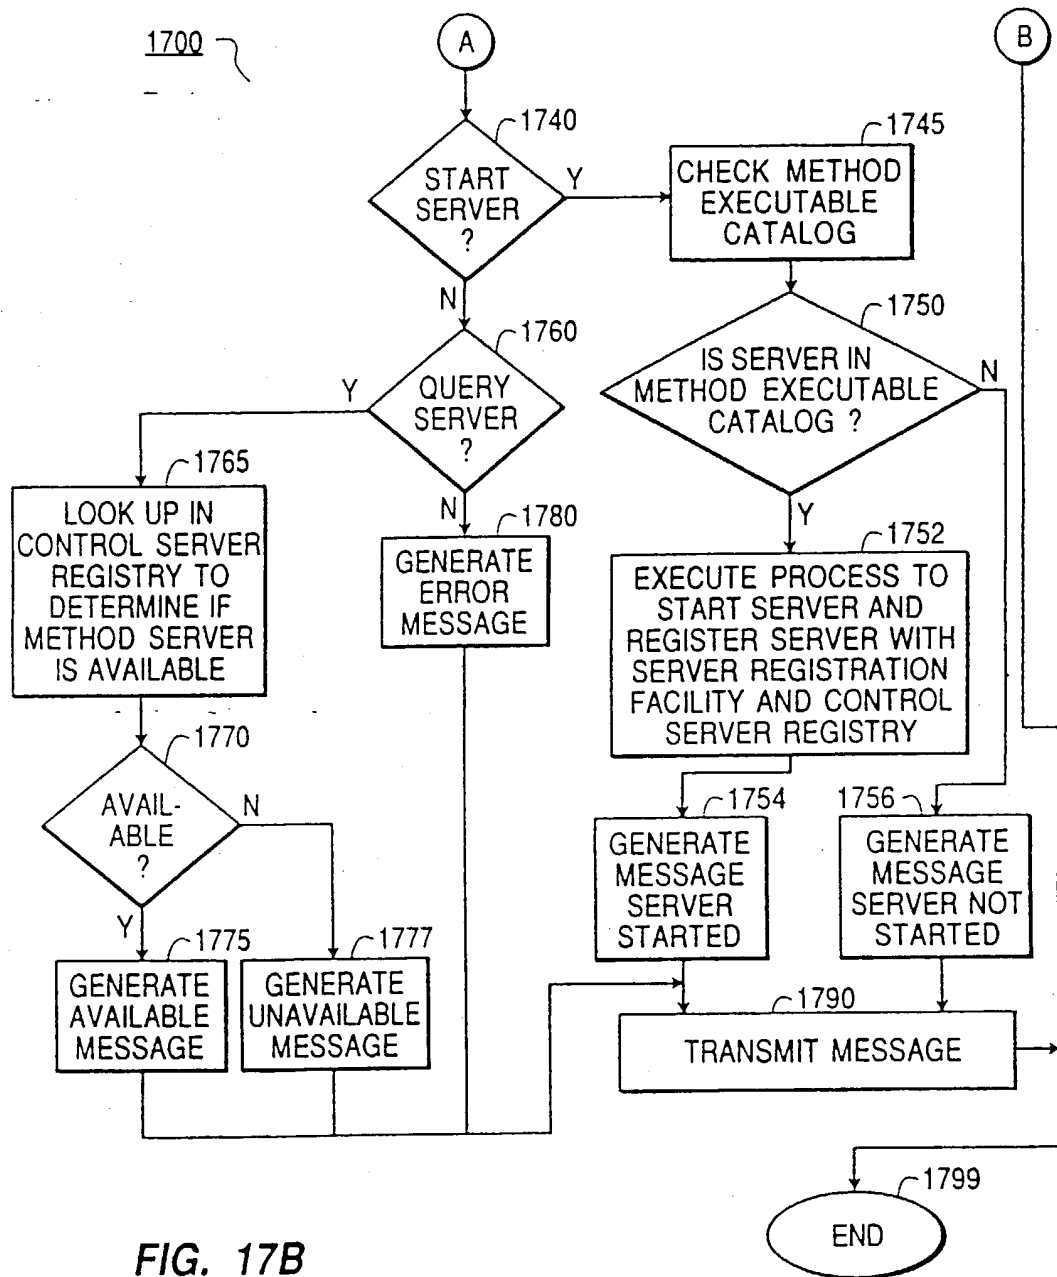 1700
A
B
1740
START
SERVER
?
Y
N
1745
CHECK METHOD
EXECUTABLE
CATALOG
1750
IS SERVER IN
METHOD EXECUTABLE
CATALOG ?
N
Y
1760
QUERY
SERVER
?
Y
N
1765
LOOK UP IN
CONTROL SERVER
REGISTRY TO
DETERMINE IF
METHOD SERVER
IS AVAILABLE
1780
GENERATE
ERROR
MESSAGE
1752
EXECUTE PROCESS TO
START SERVER AND
REGISTER SERVER WITH
SERVER REGISTRATION
FACILITY AND CONTROL
SERVER REGISTRY
1770
AVAIL-
ABLE
?
N
Y
1754
GENERATE
MESSAGE
SERVER
STARTED
1756
GENERATE
MESSAGE
SERVER NOT
STARTED
1775
GENERATE
AVAILABLE
MESSAGE
1777
GENERATE
UNAVAILABLE
MESSAGE
1790
TRANSMIT MESSAGE
1799
END
FIG. 17B